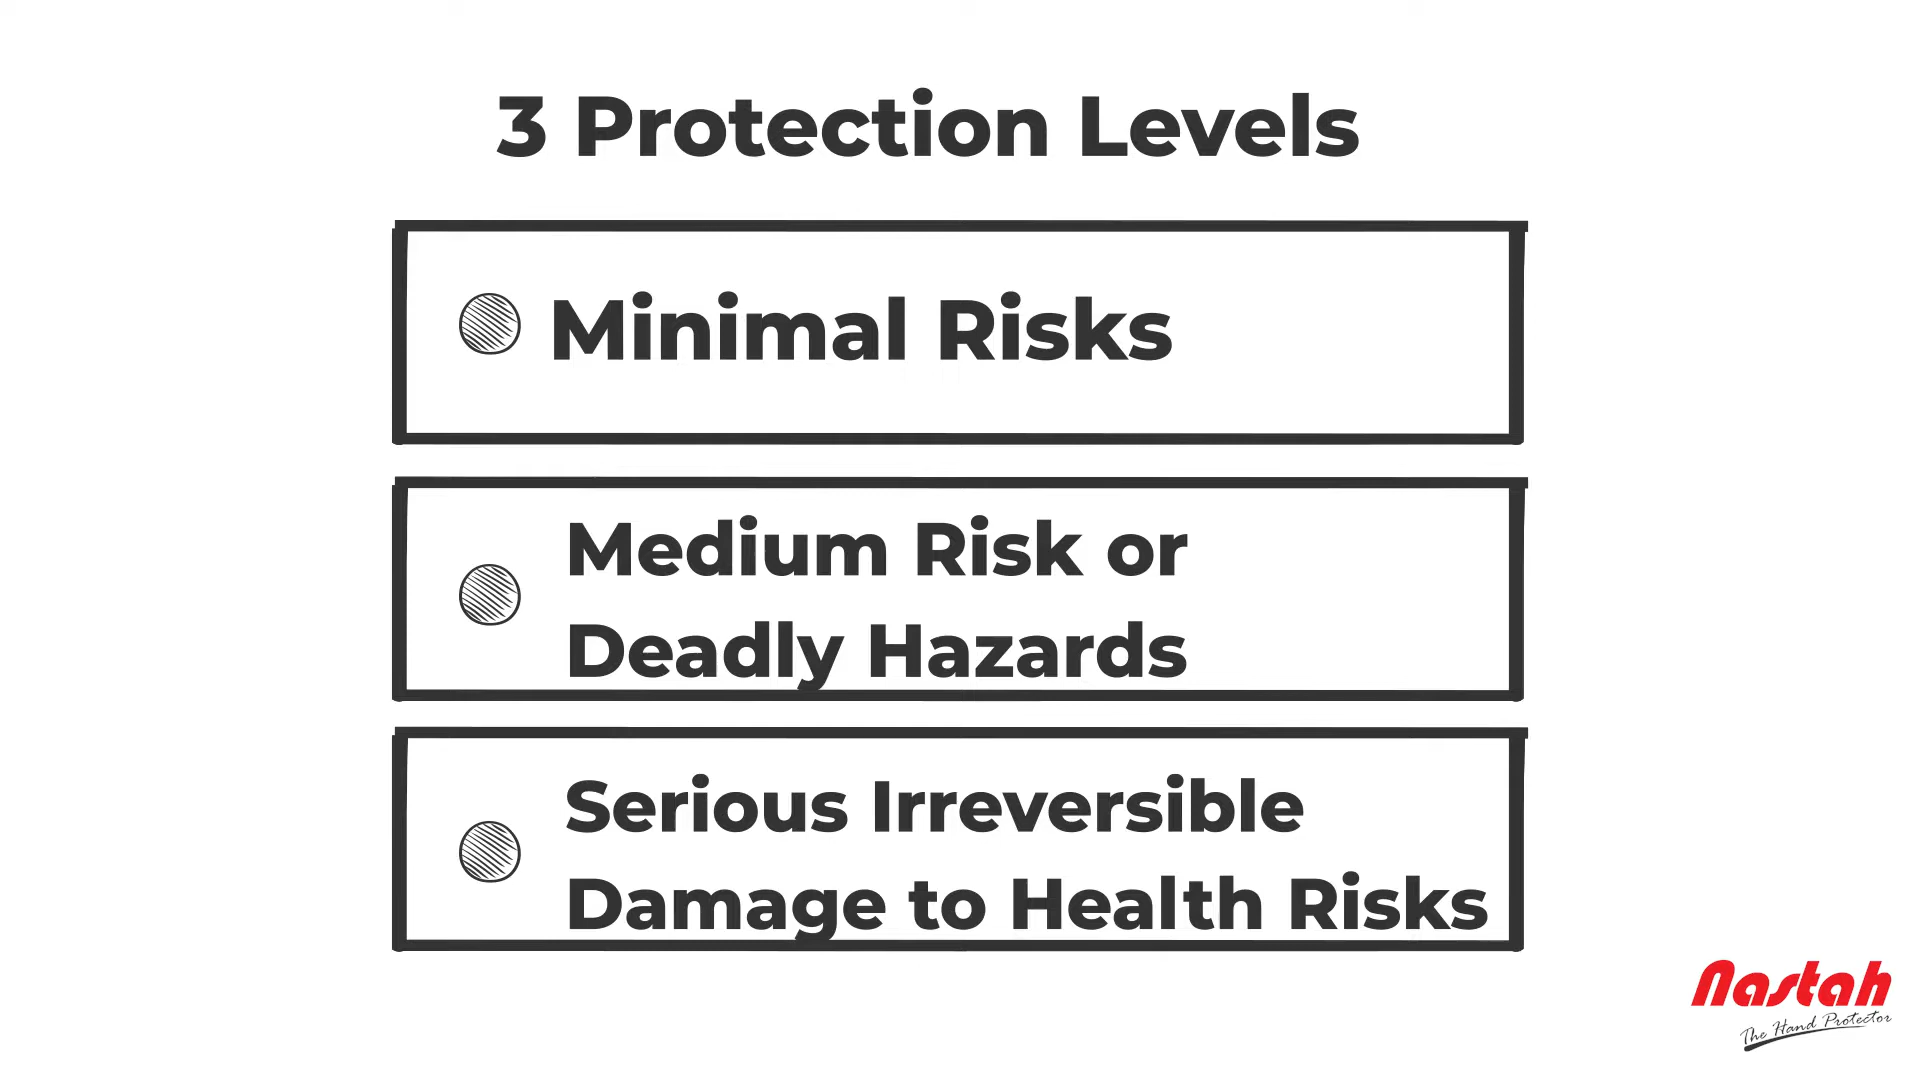 3 Protection Levels
Minimal Risks
Medium Risk or
Deadly Hazards
Serious Irreversible
Damage to Health Risks
Nastah
The Hand Protector